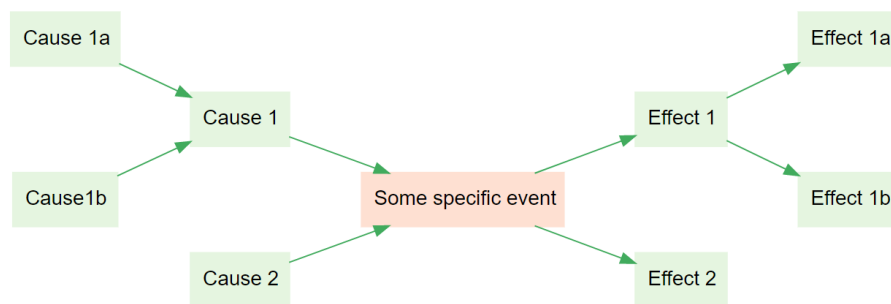 Cause 1a
Effect 1a
Cause 1
Effect 1
Cause1b
Some specific event
Effect 1b
Cause 2
Effect 2